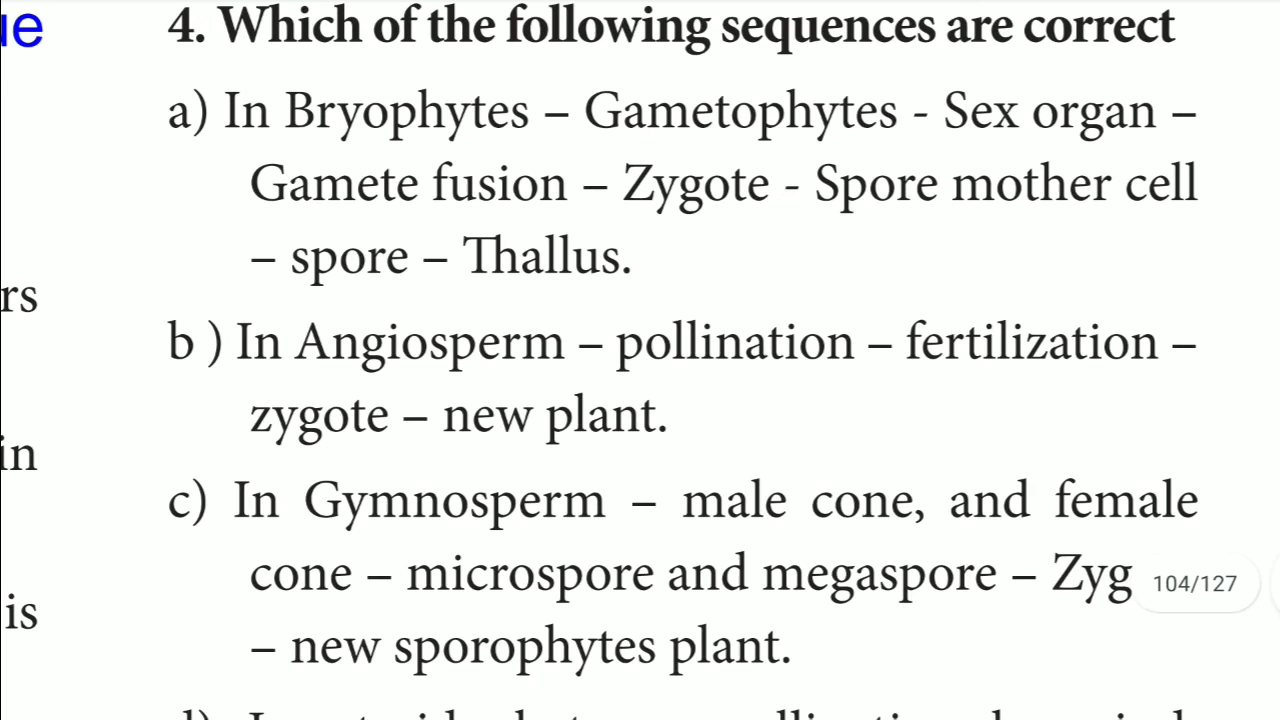 ue
4. Which of the following sequences are correct
a) In Bryophytes – Gametophytes - Sex organ –
Gamete fusion – Zygote - Spore mother cell
– spore – Thallus.
rs
b ) In Angiosperm – pollination – fertilization –
zygote – new plant.
in
c) In Gymnosperm – male cone, and female
cone – microspore and megaspore – Zyg
104/127
is
– new sporophytes plant.